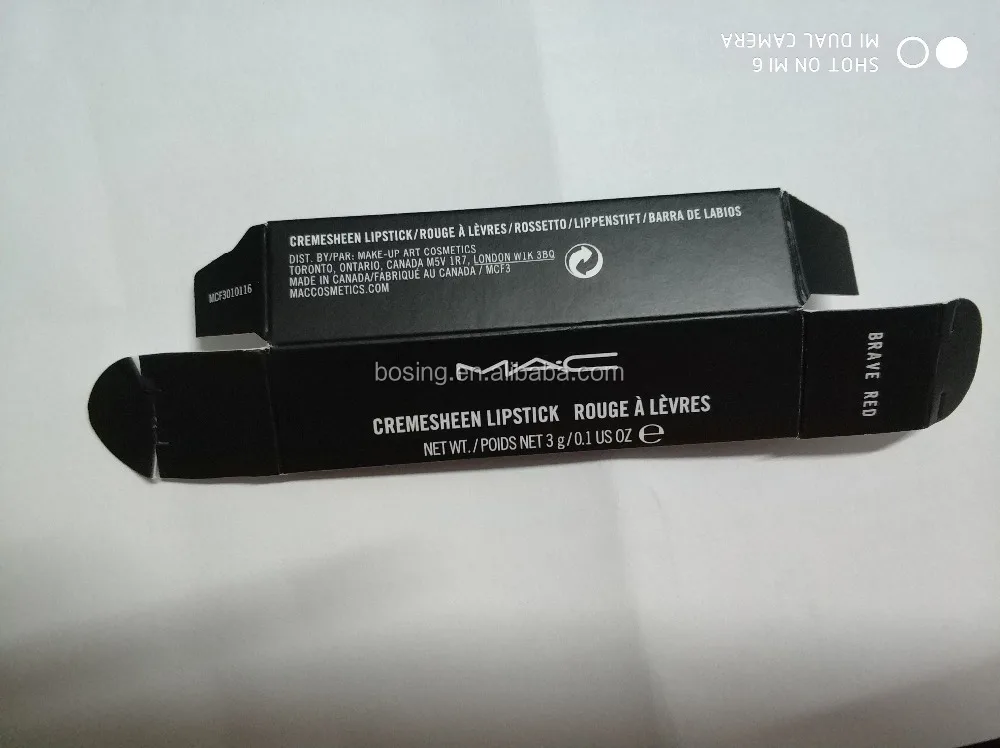 SHOT ON MI 6
MI DUAL CAMERA
CREMESHEEN LIPSTICK/ROUGE À LÈVRES/ROSSETTO/LIPPENSTIFT/BARRA DE LABIOS
DIST. BY/PAR: MAKE-UP ART COSMETICS
TORONTO, ONTARIO, CANADA M5V 1R7, LONDON W1K 3BQ
MADE IN CANADA/FABRIQUÉ AU CANADA / MCF3
MACCOSMETICS.COM
MCF3010116
MAC
bosing.en.alibaba.com
CREMESHEEN LIPSTICK ROUGE À LÈVRES
NET WT./POIDS NET 3 g/0.1 US OZ ℮
BRAVE RED